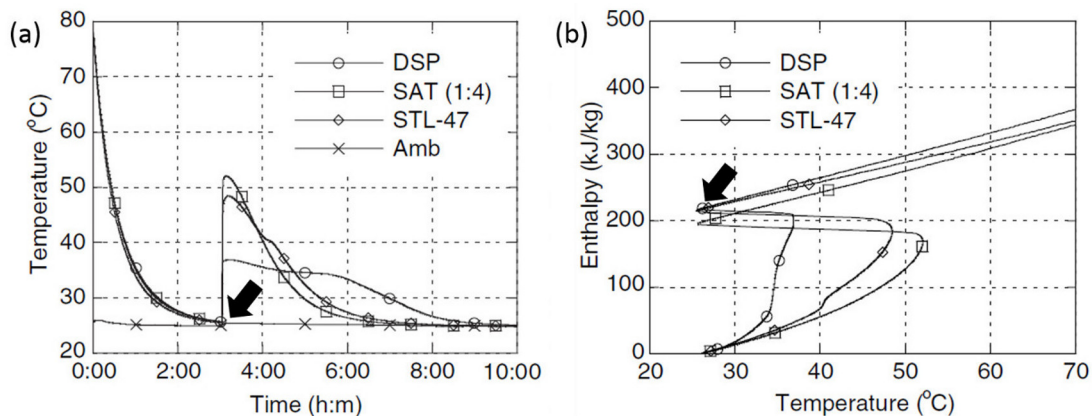 (a)
80
70
60
50
40
30
20
Temperature (°C)
DSP
SAT (1:4)
STL-47
Amb
0:00 2:00 4:00 6:00 8:00 10:00
Time (h:m)
(b)
500
400
300
200
100
0
Enthalpy (kJ/kg)
DSP
SAT (1:4)
STL-47
20 30 40 50 60 70
Temperature (°C)